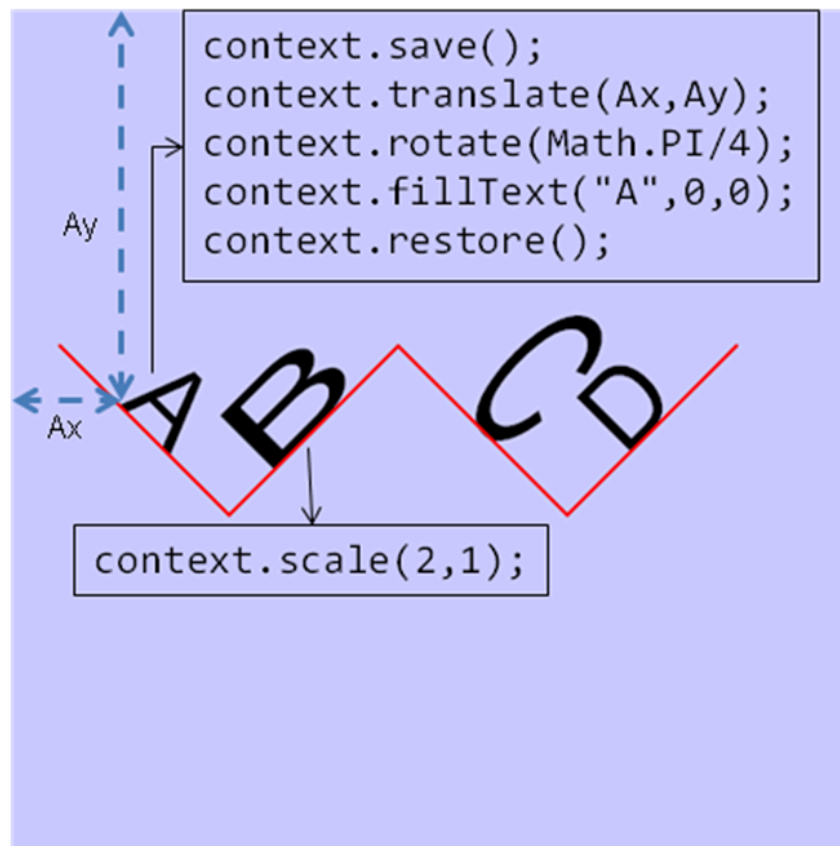 context.save();
context.translate(Ax,Ay);
context.rotate(Math.PI/4);
context.fillText("A",0,0);
context.restore();
Ay
Ax
A
B
C
D
context.scale(2,1);